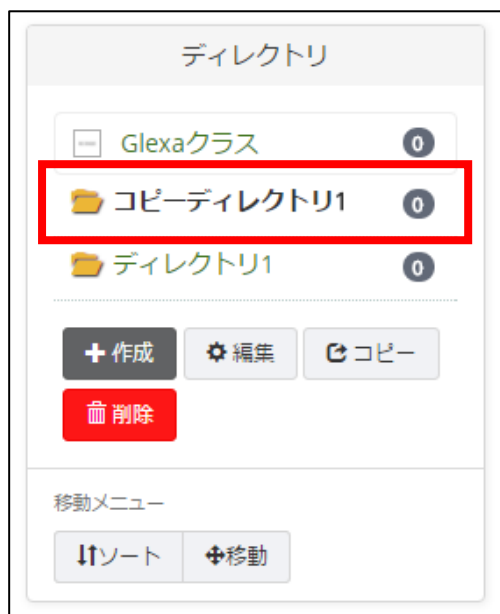 ディレクトリ
Glexaクラス 0
コピーディレクトリ1 0
ディレクトリ1 0
作成 編集 コピー
削除
移動メニュー
ソート 移動